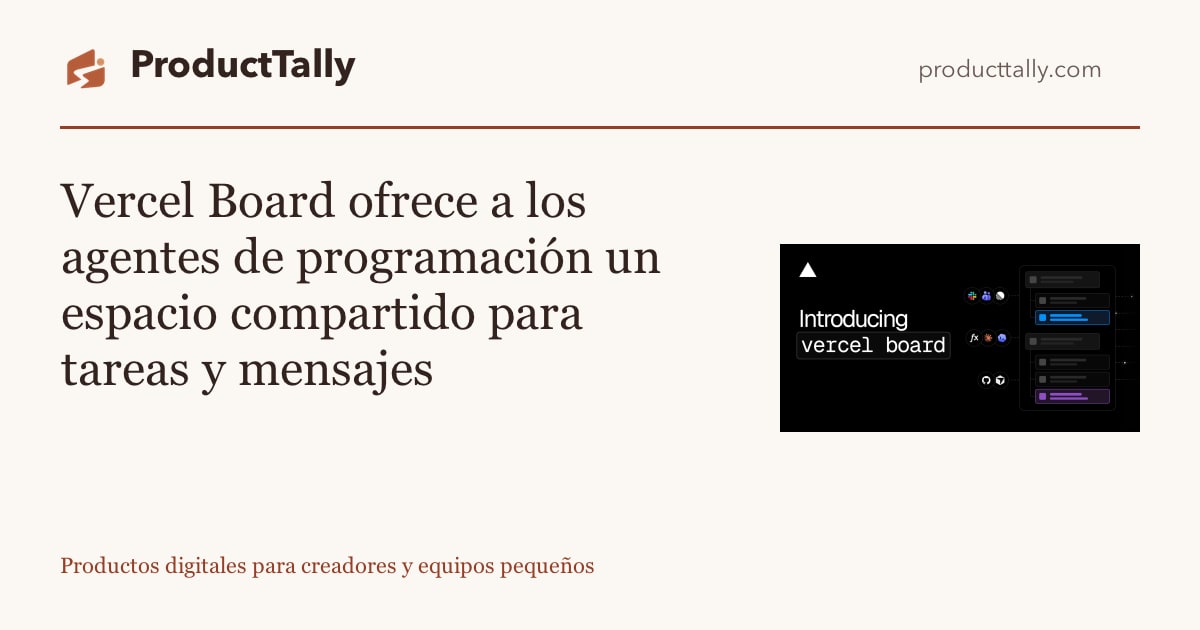 ProductTally
producttally.com
Vercel Board ofrece a los
agentes de programación un
espacio compartido para
tareas y mensajes
Introducing
vercel board
Productos digitales para creadores y equipos pequeños